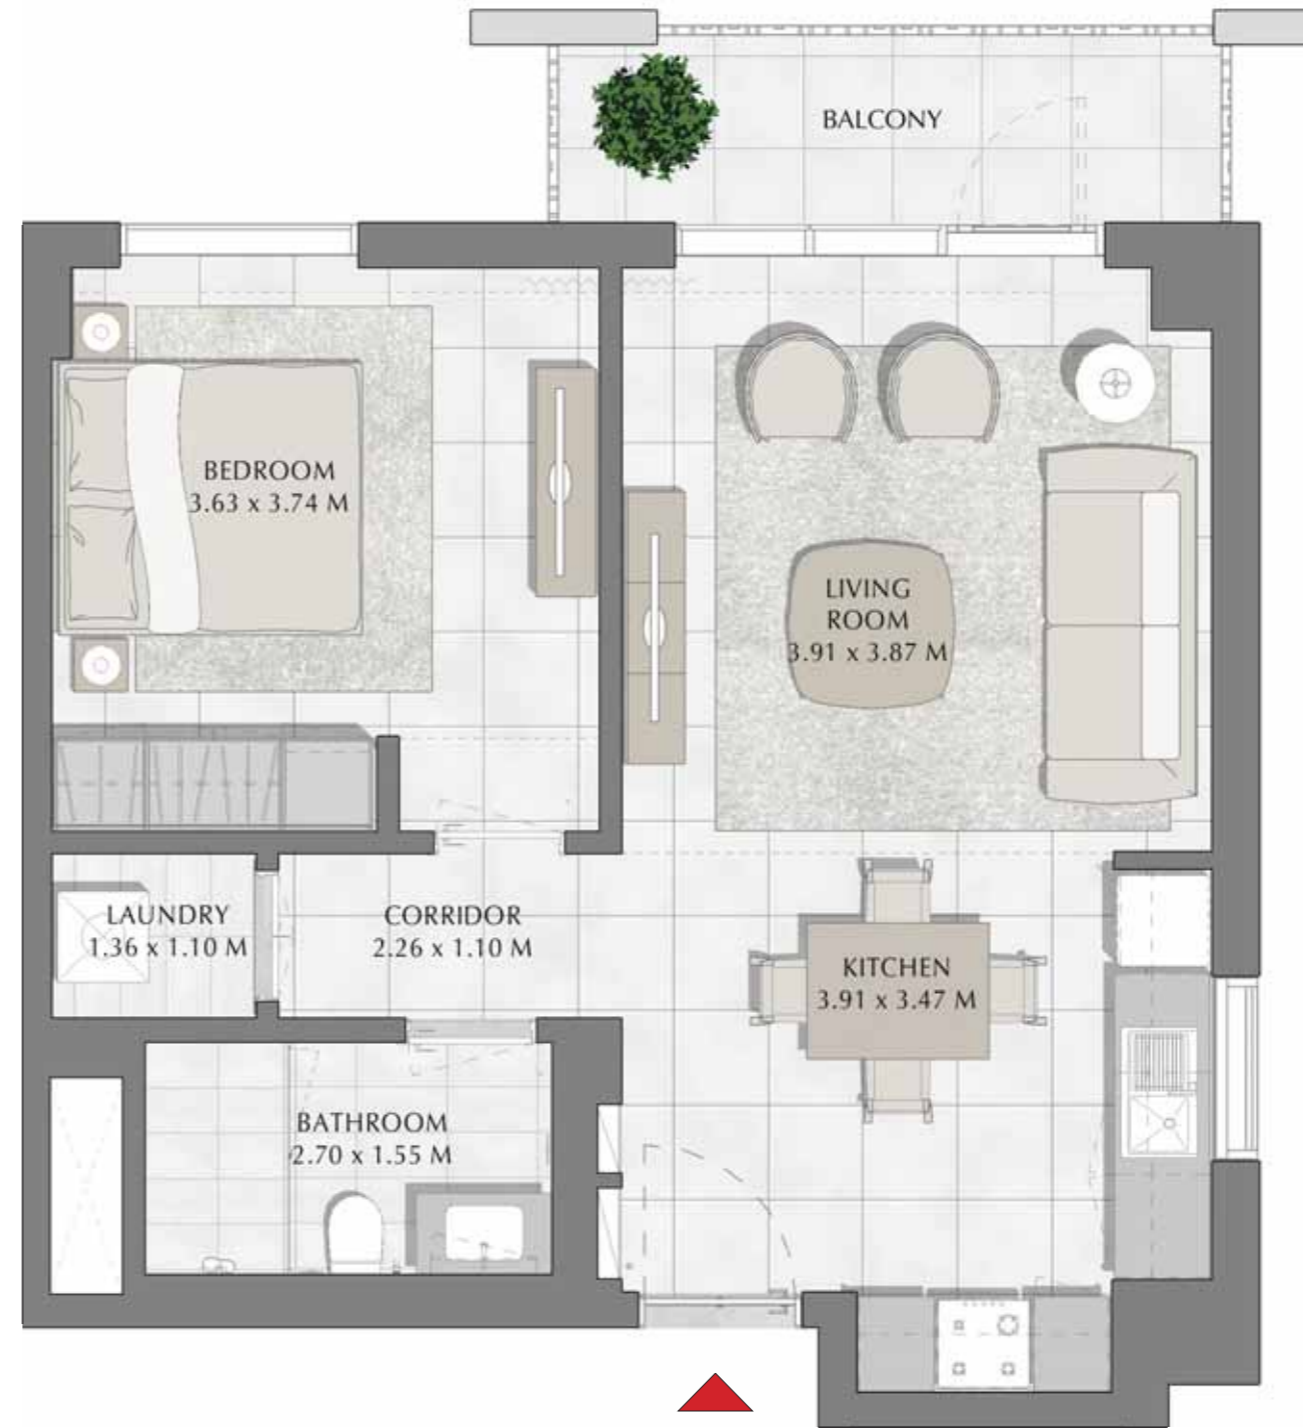 BALCONY
BEDROOM
3.63 x 3.74 M
LIVING
ROOM
3.91 x 3.87 M
LAUNDRY
1.36 x 1.10 M
CORRIDOR
2.26 x 1.10 M
KITCHEN
3.91 x 3.47 M
BATHROOM
2.70 x 1.55 M